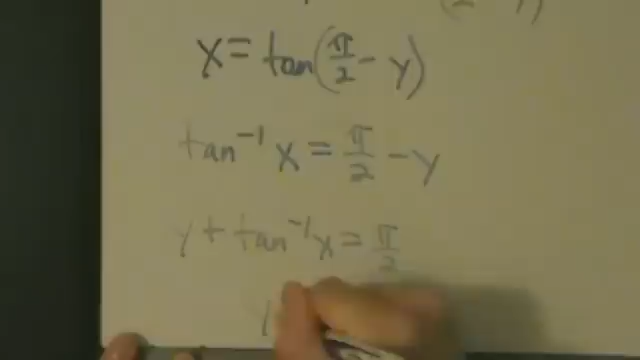 x = tan(π/2 - y)
tan⁻¹ x = π/2 - y
y + tan⁻¹ x = π/2
y